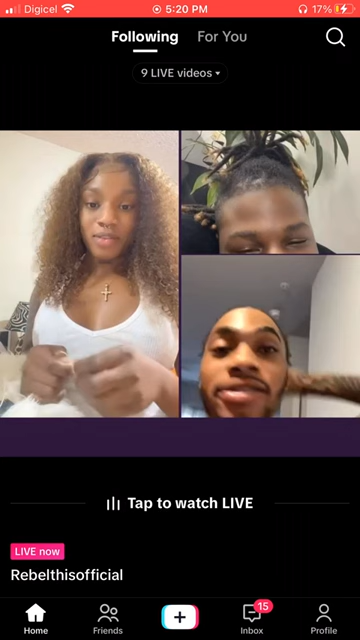 Digicel 5:20 PM 17%
Following For You
9 LIVE videos
Tap to watch LIVE
LIVE now
Rebelthisofficial
15
Home Friends Inbox Profile